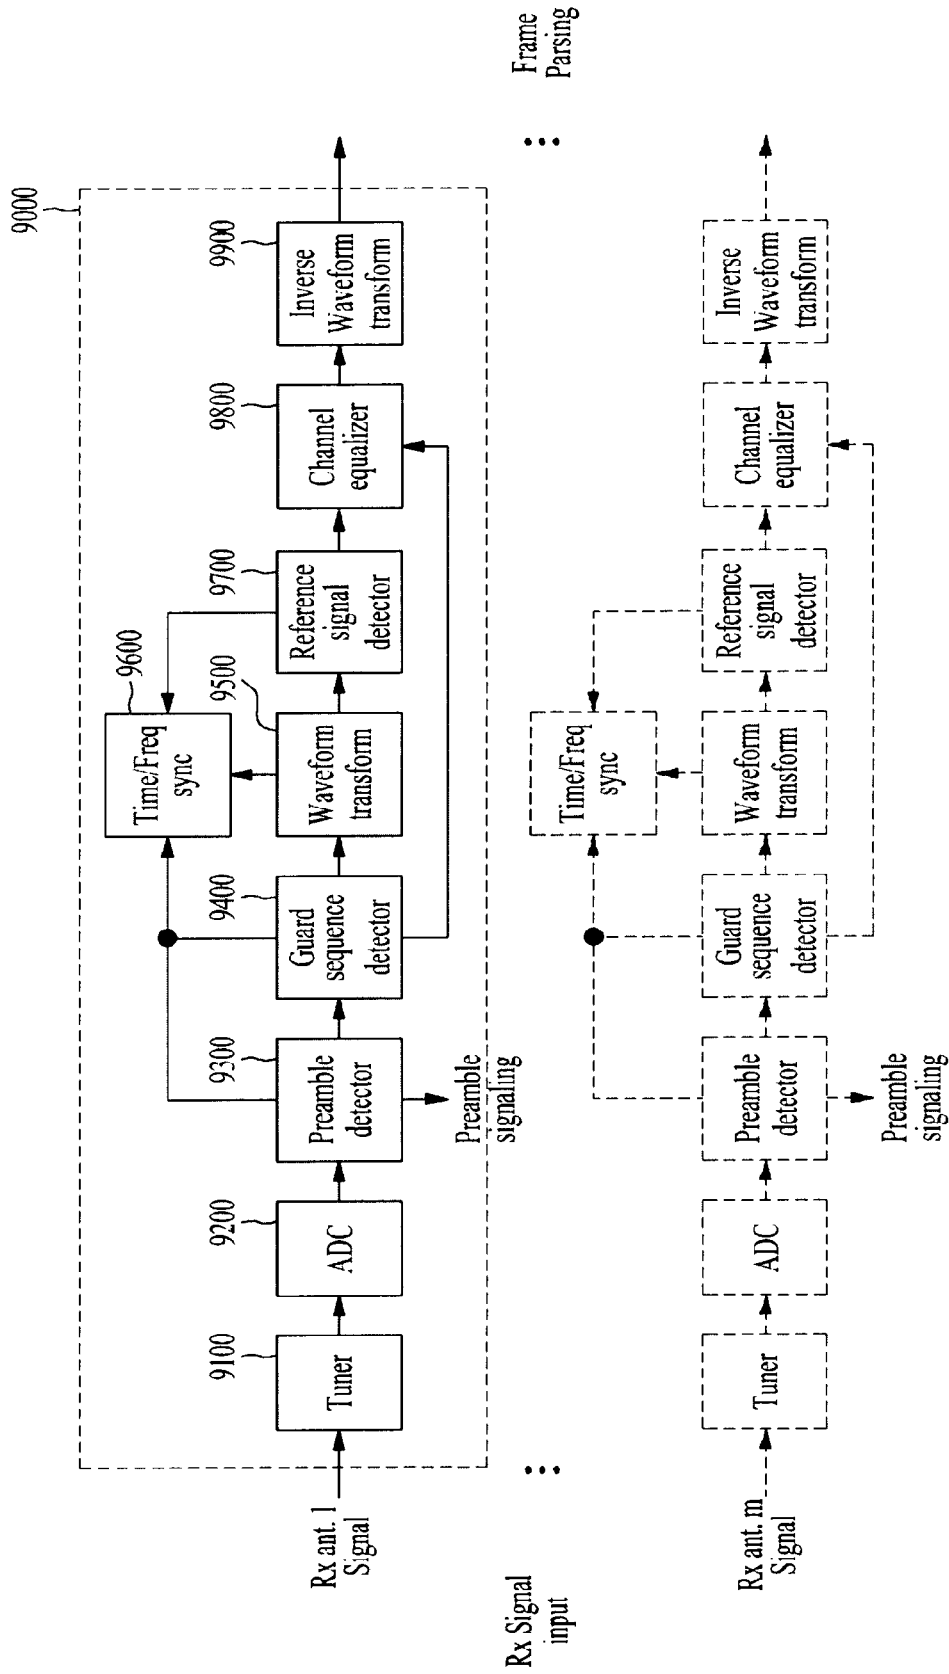 9000
9600
Time/Freq
sync
9100
9200
9300
9400
9500
9700
9800
9900
Rx ant. 1
Signal
Tuner
ADC
Preamble
detector
Guard
sequence
detector
Waveform
transform
Reference
signal
detector
Channel
equalizer
Inverse
Waveform
transform
Preamble
signaling
Rx Signal
input
Frame
Parsing
Time/Freq
sync
Rx ant. m
Signal
Tuner
ADC
Preamble
detector
Guard
sequence
detector
Waveform
transform
Reference
signal
detector
Channel
equalizer
Inverse
Waveform
transform
Preamble
signaling